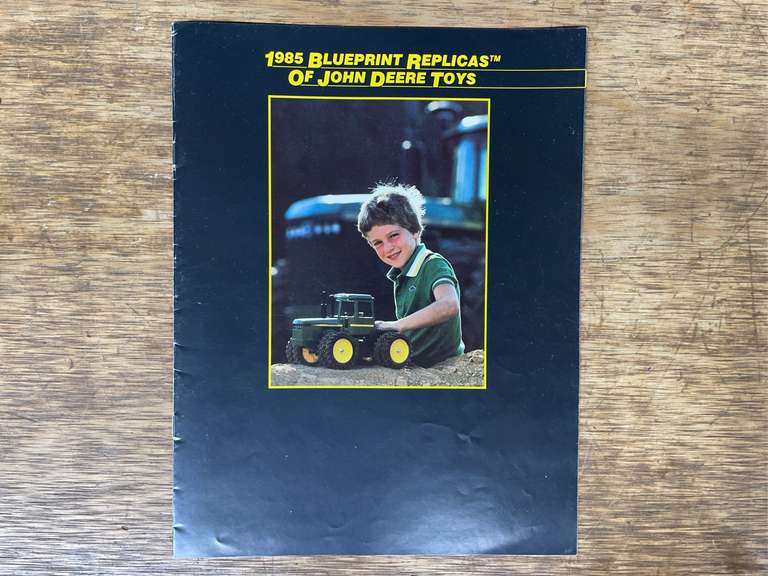 1985 BLUEPRINT REPLICAS™
OF JOHN DEERE TOYS